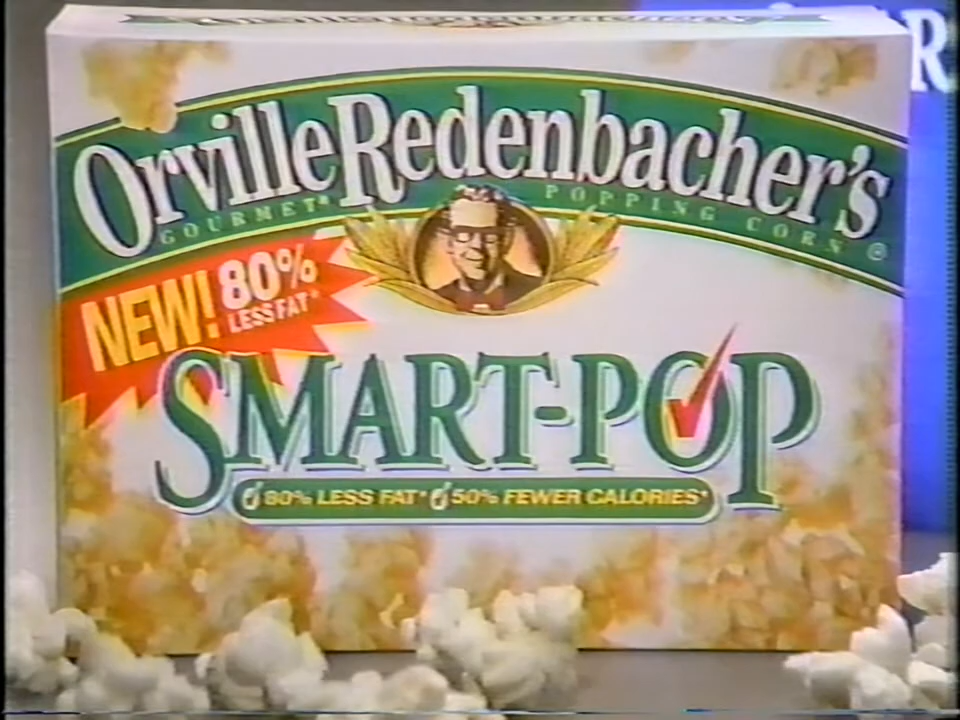 R
Orville Redenbacher's
GOURMET® POPPING CORN ®
NEW! 80%
LESS FAT*
SMART-POP
80% LESS FAT* 50% FEWER CALORIES*